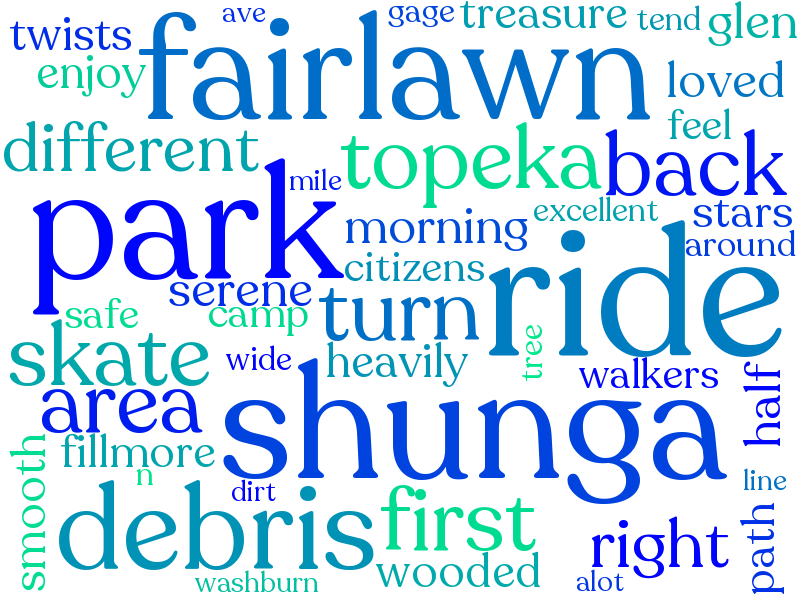 ave
gage
treasure
tend
glen
twists
fairlawn
enjoy
loved
feel
different
topeka
back
mile
park
morning
excellent
stars
around
citizens
ride
serene
safe
camp
turn
skate
wide
heavily
tree
walkers
area
shunga
half
fillmore
smooth
n
dirt
line
debris
first
right
path
wooded
washburn
alot